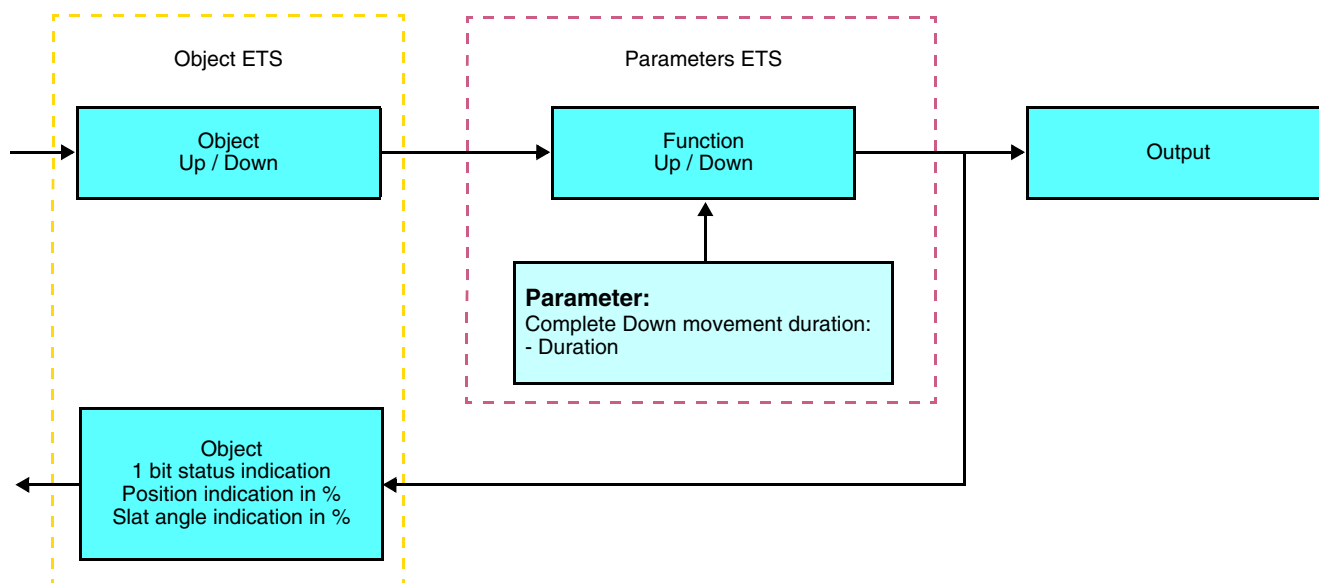 Object ETS
Parameters ETS
Object
Up / Down
Function
Up / Down
Output
Parameter:
Complete Down movement duration:
- Duration
Object
1 bit status indication
Position indication in %
Slat angle indication in %